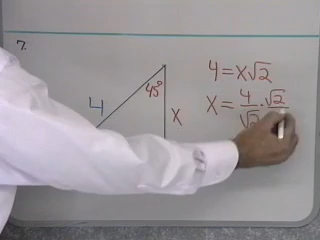 7.
4 = x√2
45°
4
x
x = 4/√2 · √2